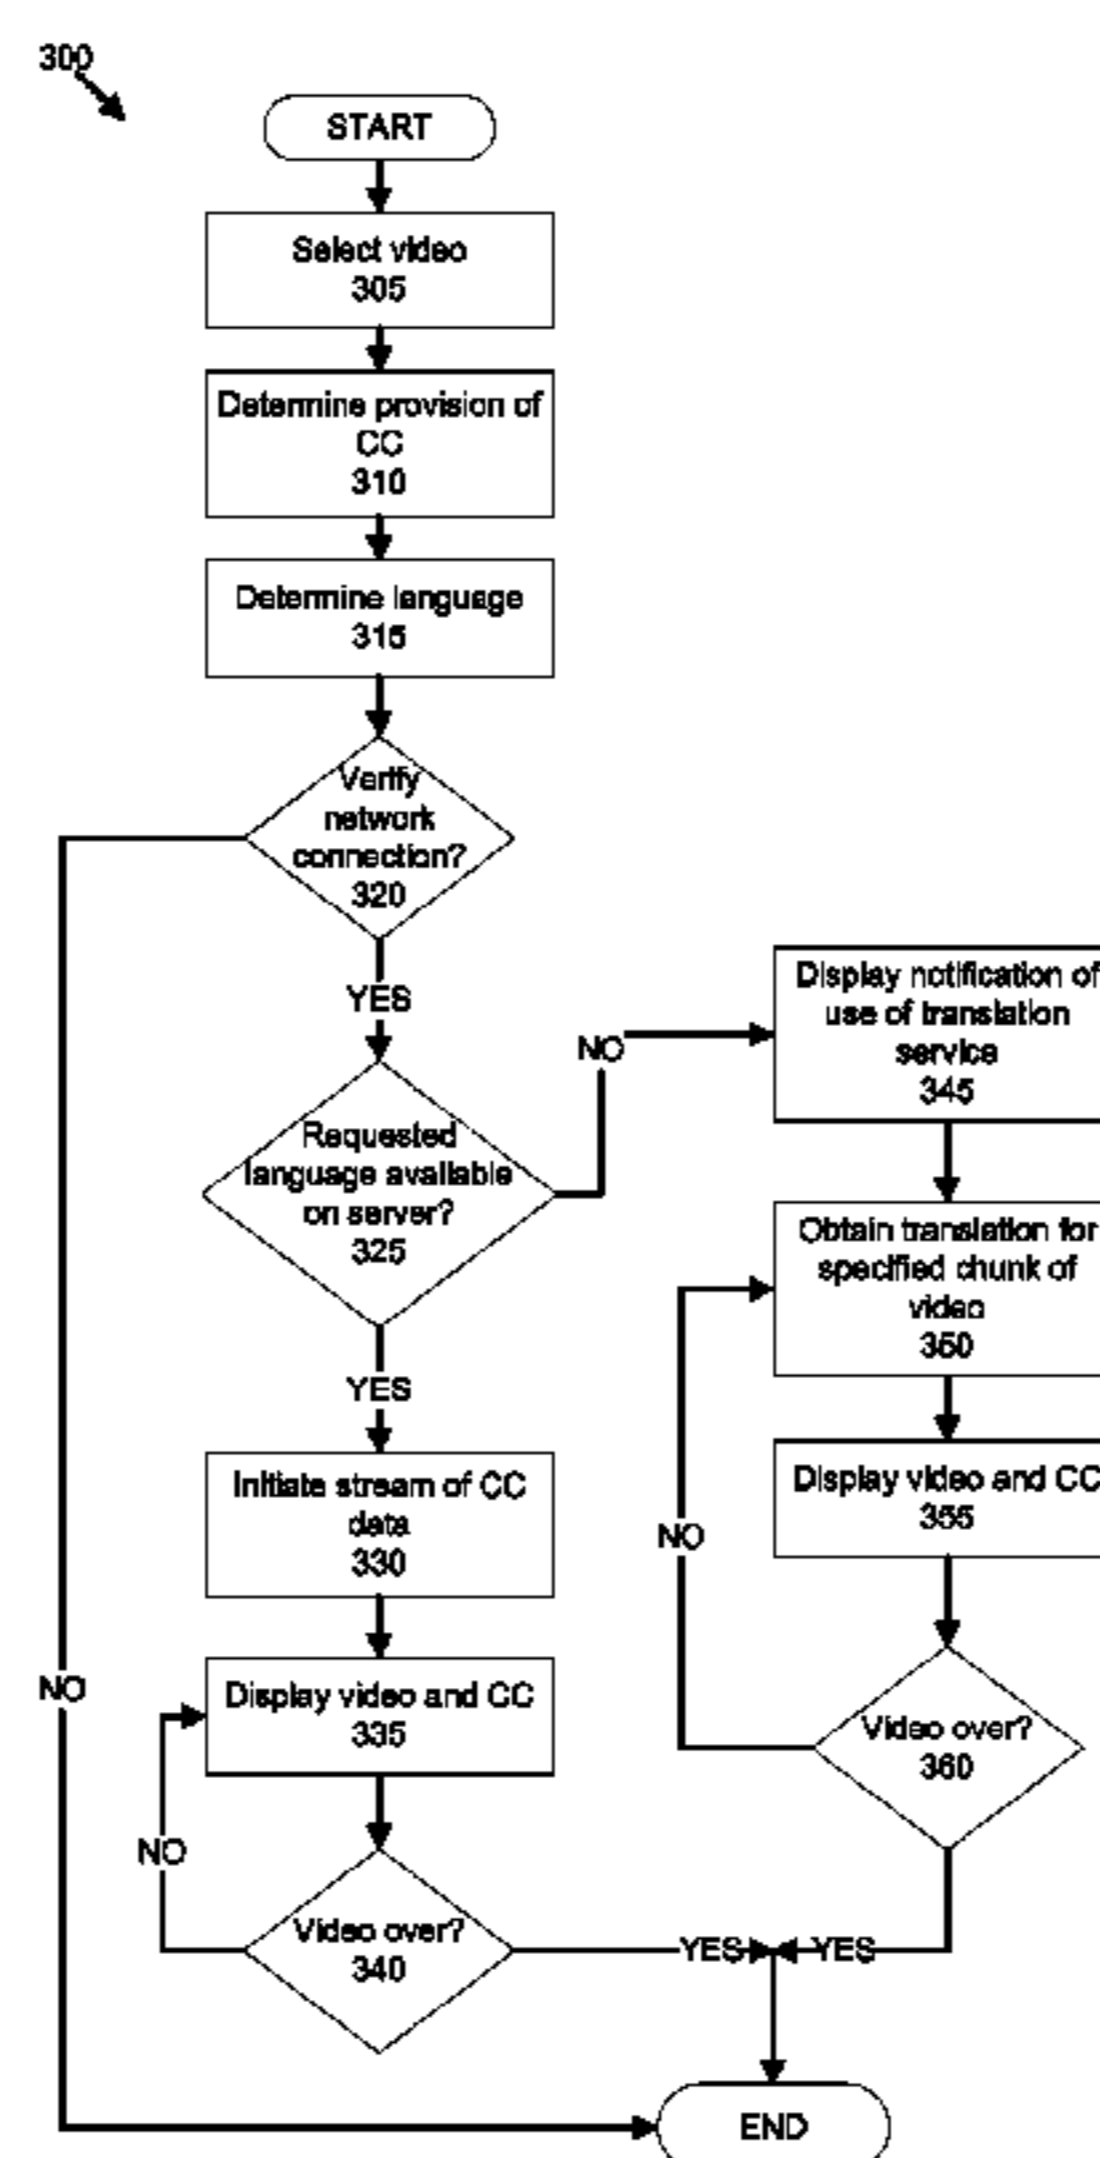 300
START
Select video
305
Determine provision of
CC
310
Determine language
315
Verify
network
connection?
320
YES
Requested
language available
on server?
325
NO
YES
Initiate stream of CC
data
330
Display video and CC
335
NO
Video over?
340
YES
NO
Display notification of
use of translation
service
345
Obtain translation for
specified chunk of
video
350
Display video and CC
355
NO
Video over?
360
YES
END